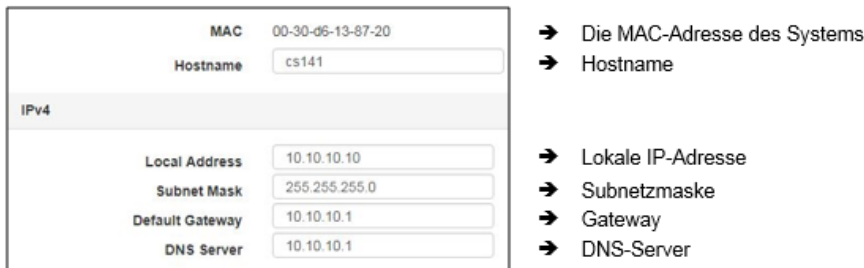 MAC 00-30-d6-13-87-20 ➔ Die MAC-Adresse des Systems
Hostname cs141 ➔ Hostname
IPv4
Local Address 10.10.10.10 ➔ Lokale IP-Adresse
Subnet Mask 255.255.255.0 ➔ Subnetzmaske
Default Gateway 10.10.10.1 ➔ Gateway
DNS Server 10.10.10.1 ➔ DNS-Server